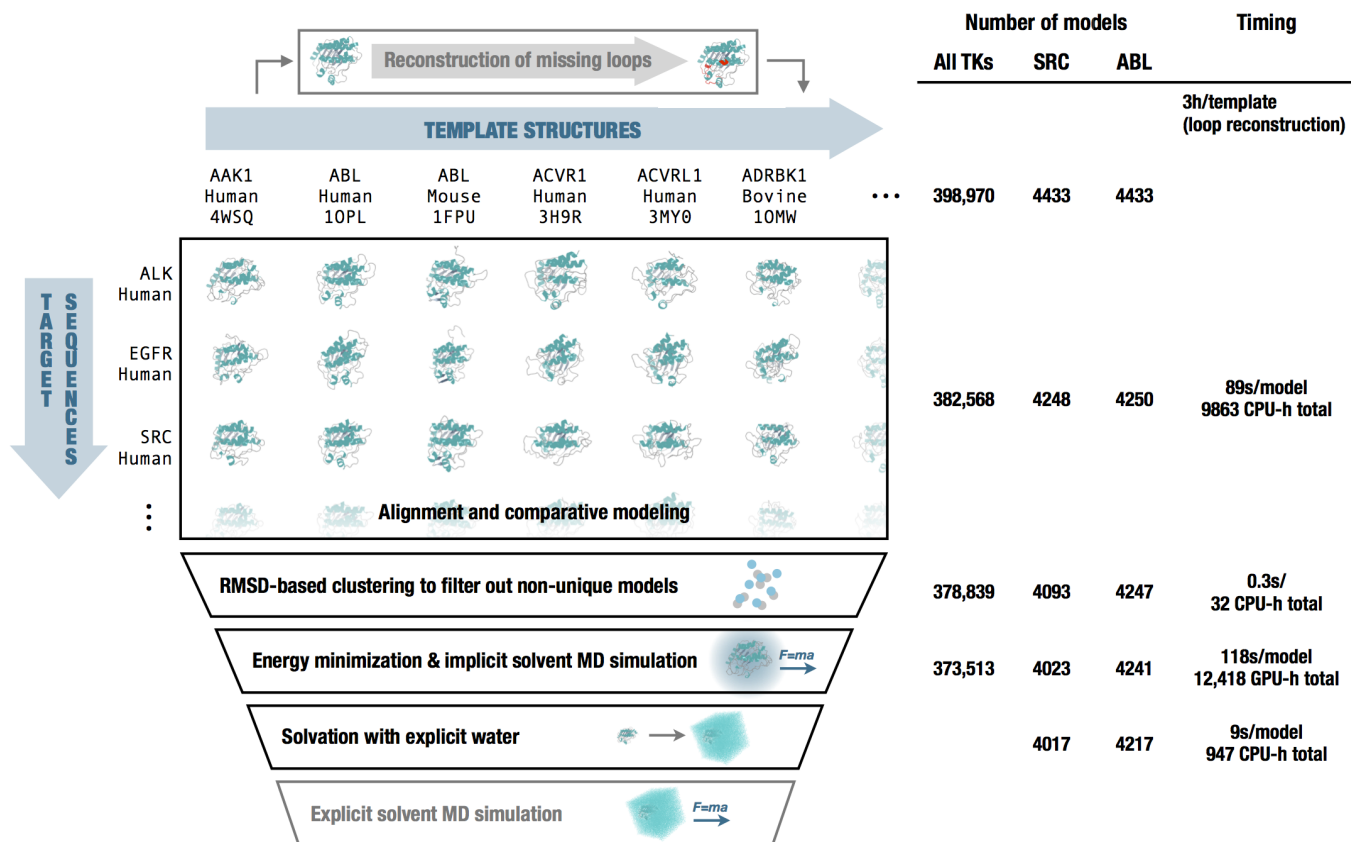 Number of models
Timing
All TKs
SRC
ABL
Reconstruction of missing loops
3h/template
(loop reconstruction)
TEMPLATE STRUCTURES
AAK1
Human
4WSQ
ABL
Human
1OPL
ABL
Mouse
1FPU
ACVR1
Human
3H9R
ACVRL1
Human
3MY0
ADRBK1
Bovine
1OMW
...
398,970
4433
4433
TARGET
SEQUENCES
ALK
Human
EGFR
Human
SRC
Human
⋮
382,568
4248
4250
89s/model
9863 CPU-h total
Alignment and comparative modeling
RMSD-based clustering to filter out non-unique models
378,839
4093
4247
0.3s/
32 CPU-h total
Energy minimization & implicit solvent MD simulation
F=ma
373,513
4023
4241
118s/model
12,418 GPU-h total
Solvation with explicit water
4017
4217
9s/model
947 CPU-h total
Explicit solvent MD simulation
F=ma